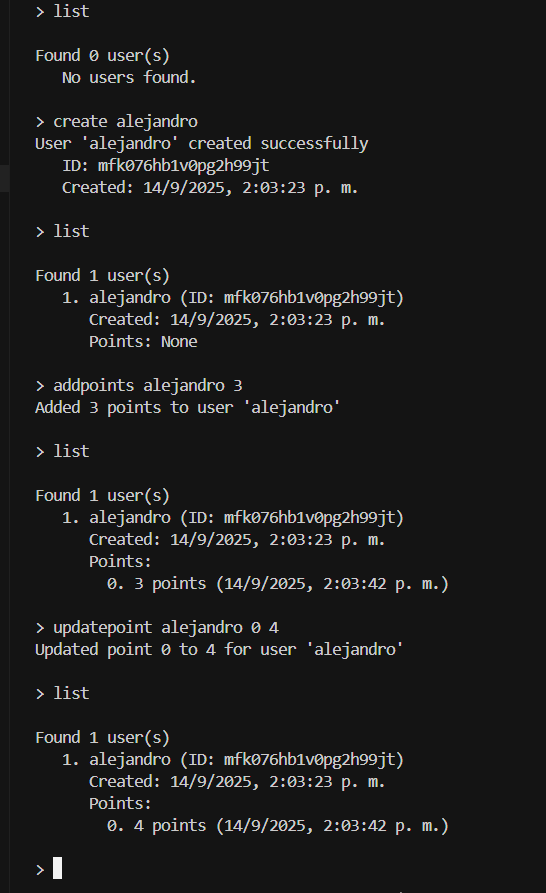 > list
Found 0 user(s)
No users found.
> create alejandro
User 'alejandro' created successfully
ID: mfk076hb1v0pg2h99jt
Created: 14/9/2025, 2:03:23 p. m.
> list
Found 1 user(s)
1. alejandro (ID: mfk076hb1v0pg2h99jt)
Created: 14/9/2025, 2:03:23 p. m.
Points: None
> addpoints alejandro 3
Added 3 points to user 'alejandro'
> list
Found 1 user(s)
1. alejandro (ID: mfk076hb1v0pg2h99jt)
Created: 14/9/2025, 2:03:23 p. m.
Points:
0. 3 points (14/9/2025, 2:03:42 p. m.)
> updatepoint alejandro 0 4
Updated point 0 to 4 for user 'alejandro'
> list
Found 1 user(s)
1. alejandro (ID: mfk076hb1v0pg2h99jt)
Created: 14/9/2025, 2:03:23 p. m.
Points:
0. 4 points (14/9/2025, 2:03:42 p. m.)
>